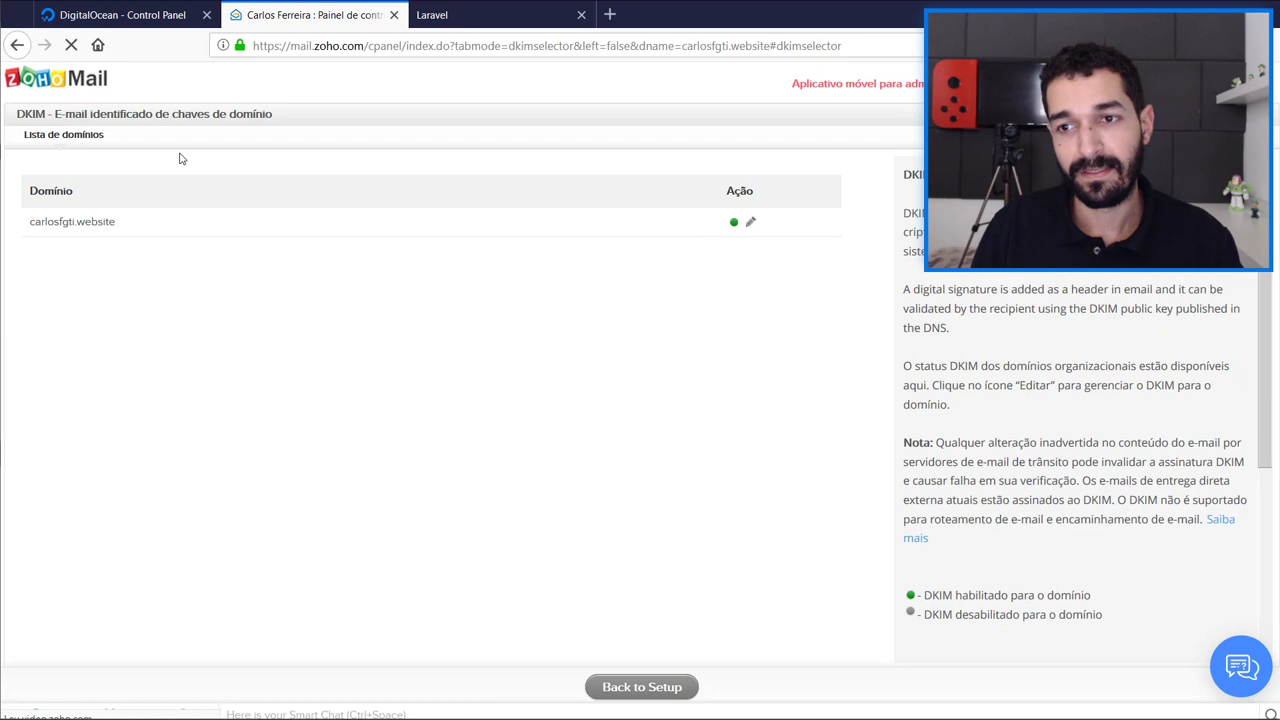 DigitalOcean - Control Panel
Carlos Ferreira : Painel de cont
Laravel
https://mail.zoho.com/cpanel/index.do?tabmode=dkimselector&left=false&dname=carlosfgti.website#dkimselector
ZOHO Mail
Aplicativo móvel para adm
DKIM - E-mail identificado de chaves de domínio
Lista de domínios
Domínio
Ação
carlosfgti.website
A digital signature is added as a header in email and it can be
validated by the recipient using the DKIM public key published in
the DNS.
O status DKIM dos domínios organizacionais estão disponíveis
aqui. Clique no ícone “Editar” para gerenciar o DKIM para o
domínio.
Nota: Qualquer alteração inadvertida no conteúdo do e-mail por
servidores de e-mail de trânsito pode invalidar a assinatura DKIM
e causar falha em sua verificação. Os e-mails de entrega direta
externa atuais estão assinados ao DKIM. O DKIM não é suportado
para roteamento de e-mail e encaminhamento de e-mail. Saiba
mais
- DKIM habilitado para o domínio
- DKIM desabilitado para o domínio
Back to Setup
Here is your Smart Chat (Ctrl+Space)